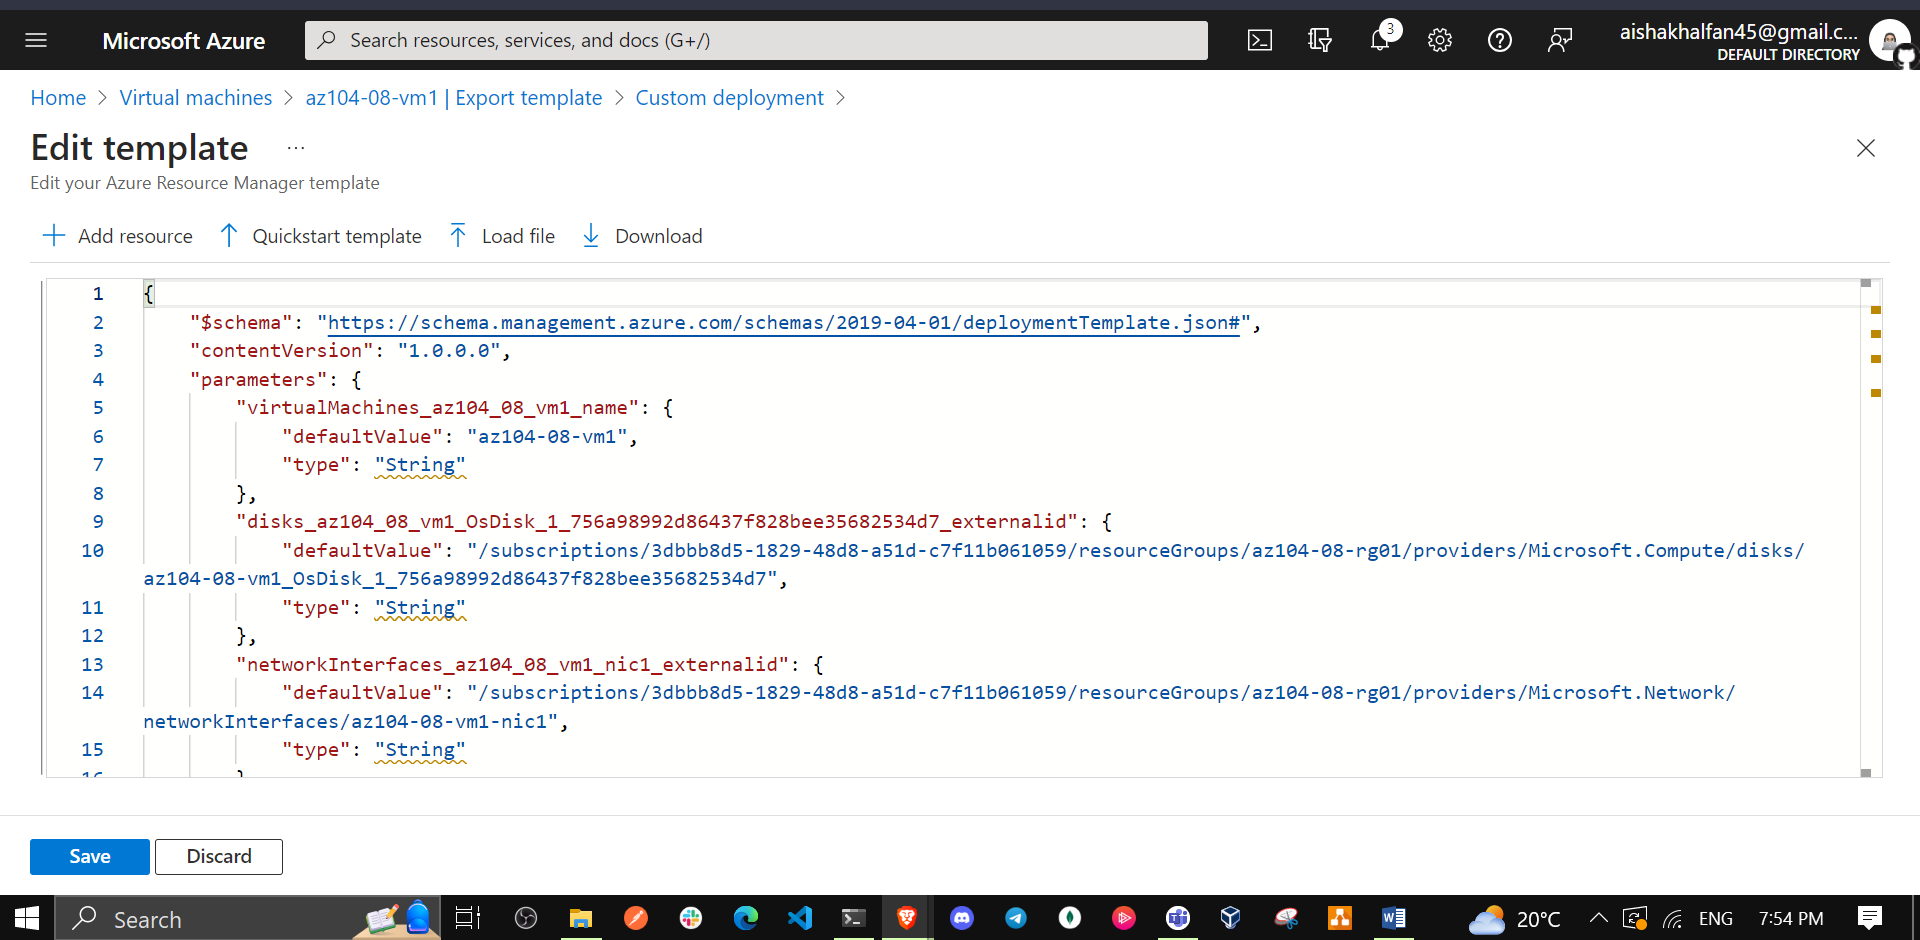 Microsoft Azure
Search resources, services, and docs (G+/)
3
aishakhalfan45@gmail.c...
DEFAULT DIRECTORY
Home > Virtual machines > az104-08-vm1 | Export template > Custom deployment >
Edit template ...
Edit your Azure Resource Manager template
Add resource Quickstart template Load file Download
1 {
2 "$schema": "https://schema.management.azure.com/schemas/2019-04-01/deploymentTemplate.json#",
3 "contentVersion": "1.0.0.0",
4 "parameters": {
5 "virtualMachines_az104_08_vm1_name": {
6 "defaultValue": "az104-08-vm1",
7 "type": "String"
8 },
9 "disks_az104_08_vm1_OsDisk_1_756a98992d86437f828bee35682534d7_externalid": {
10 "defaultValue": "/subscriptions/3dbbb8d5-1829-48d8-a51d-c7f11b061059/resourceGroups/az104-08-rg01/providers/Microsoft.Compute/disks/
az104-08-vm1_OsDisk_1_756a98992d86437f828bee35682534d7",
11 "type": "String"
12 },
13 "networkInterfaces_az104_08_vm1_nic1_externalid": {
14 "defaultValue": "/subscriptions/3dbbb8d5-1829-48d8-a51d-c7f11b061059/resourceGroups/az104-08-rg01/providers/Microsoft.Network/
networkInterfaces/az104-08-vm1-nic1",
15 "type": "String"
Save Discard
Search
20°C
ENG
7:54 PM